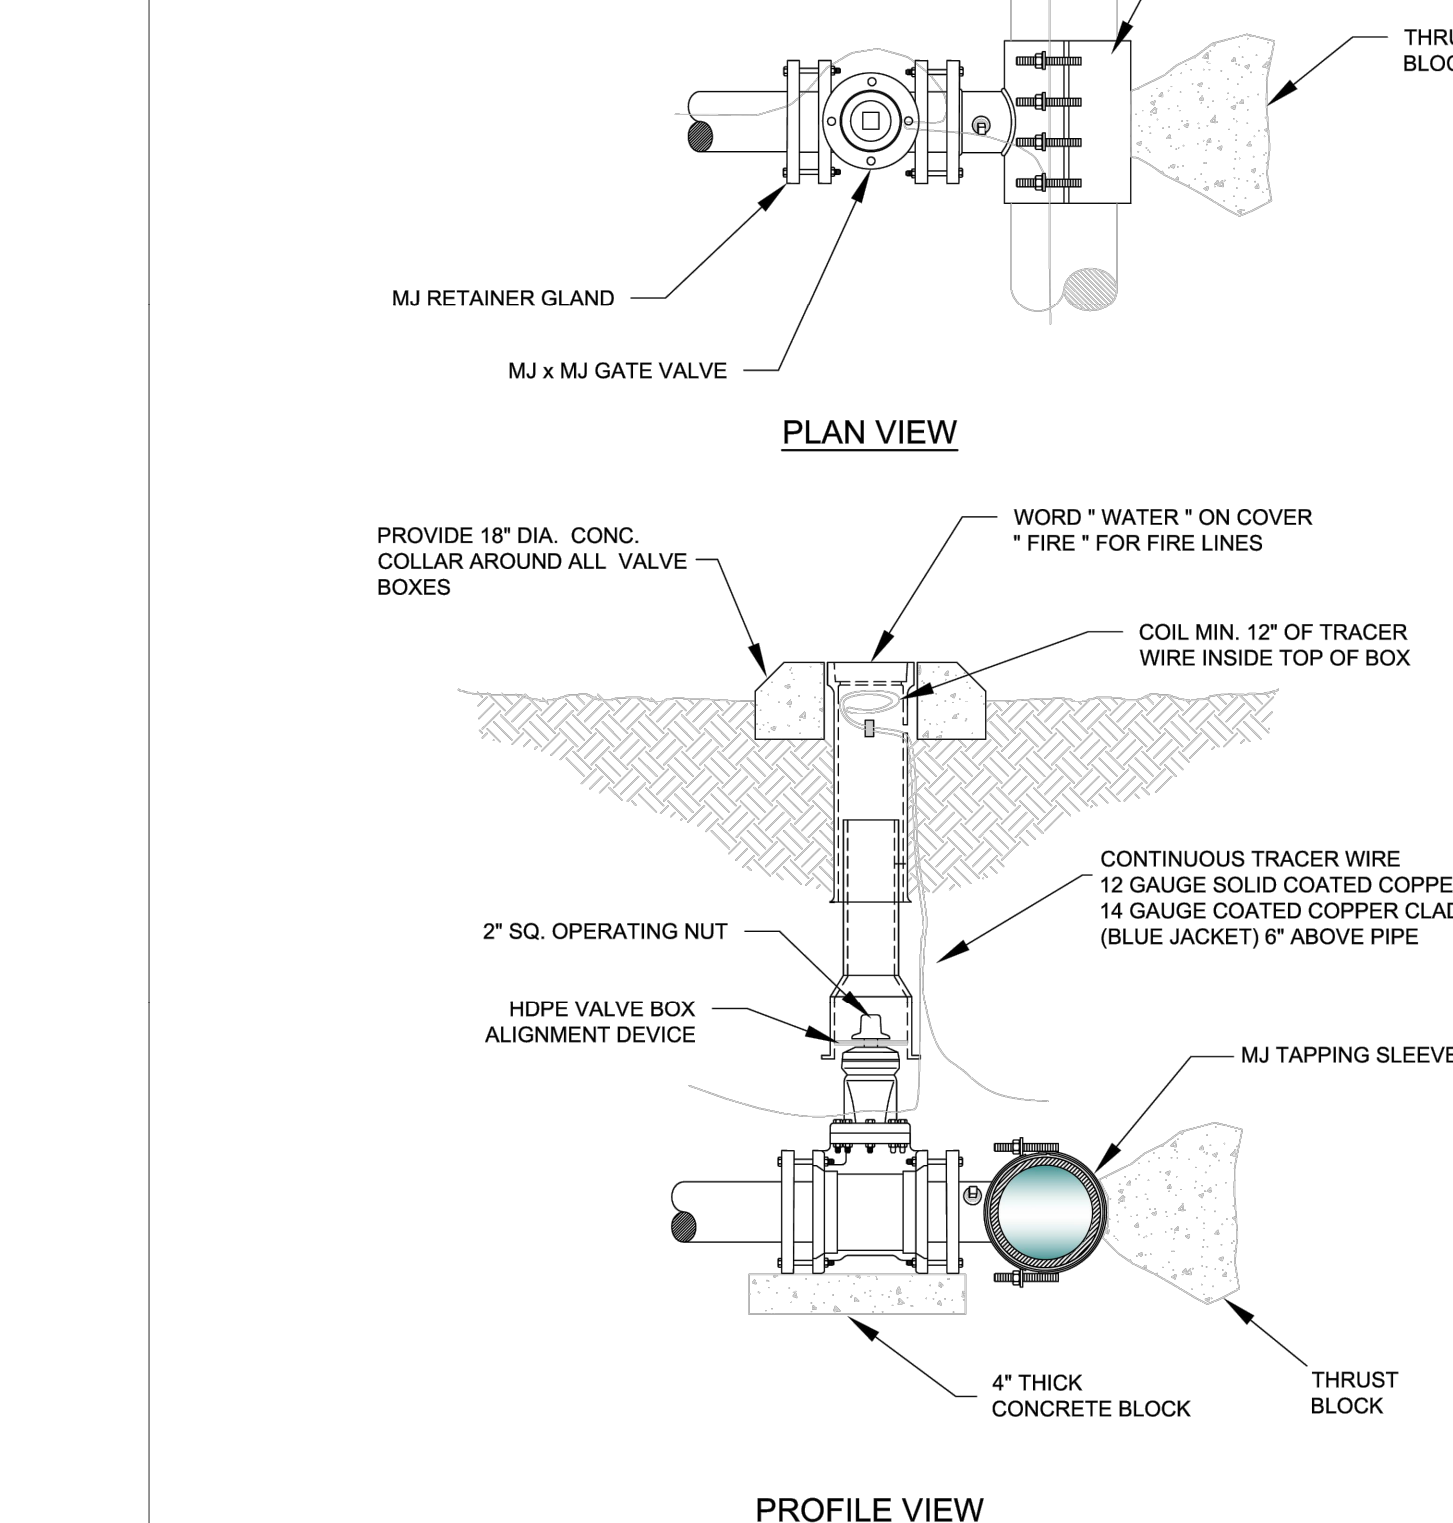 THRU
BLOC
MJ RETAINER GLAND
MJ x MJ GATE VALVE
PLAN VIEW
PROVIDE 18" DIA. CONC.
COLLAR AROUND ALL VALVE
BOXES
WORD " WATER " ON COVER
" FIRE " FOR FIRE LINES
COIL MIN. 12" OF TRACER
WIRE INSIDE TOP OF BOX
CONTINUOUS TRACER WIRE
12 GAUGE SOLID COATED COPPE
14 GAUGE COATED COPPER CLAD
(BLUE JACKET) 6" ABOVE PIPE
2" SQ. OPERATING NUT
HDPE VALVE BOX
ALIGNMENT DEVICE
MJ TAPPING SLEEVE
4" THICK
CONCRETE BLOCK
THRUST
BLOCK
PROFILE VIEW